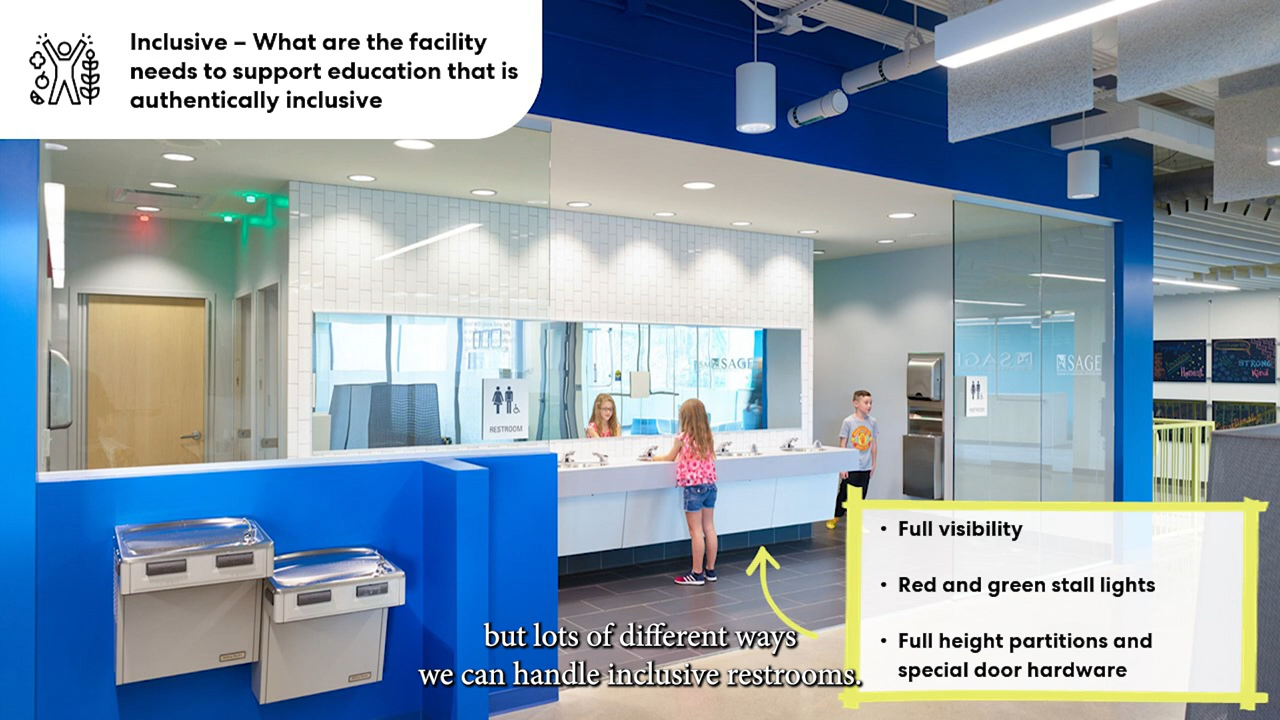 Inclusive – What are the facility
needs to support education that is
authentically inclusive
SAGE
SAGE
RESTROOM
STRONG
Kind
• Full visibility
• Red and green stall lights
• Full height partitions and
special door hardware
but lots of different ways
we can handle inclusive restrooms.